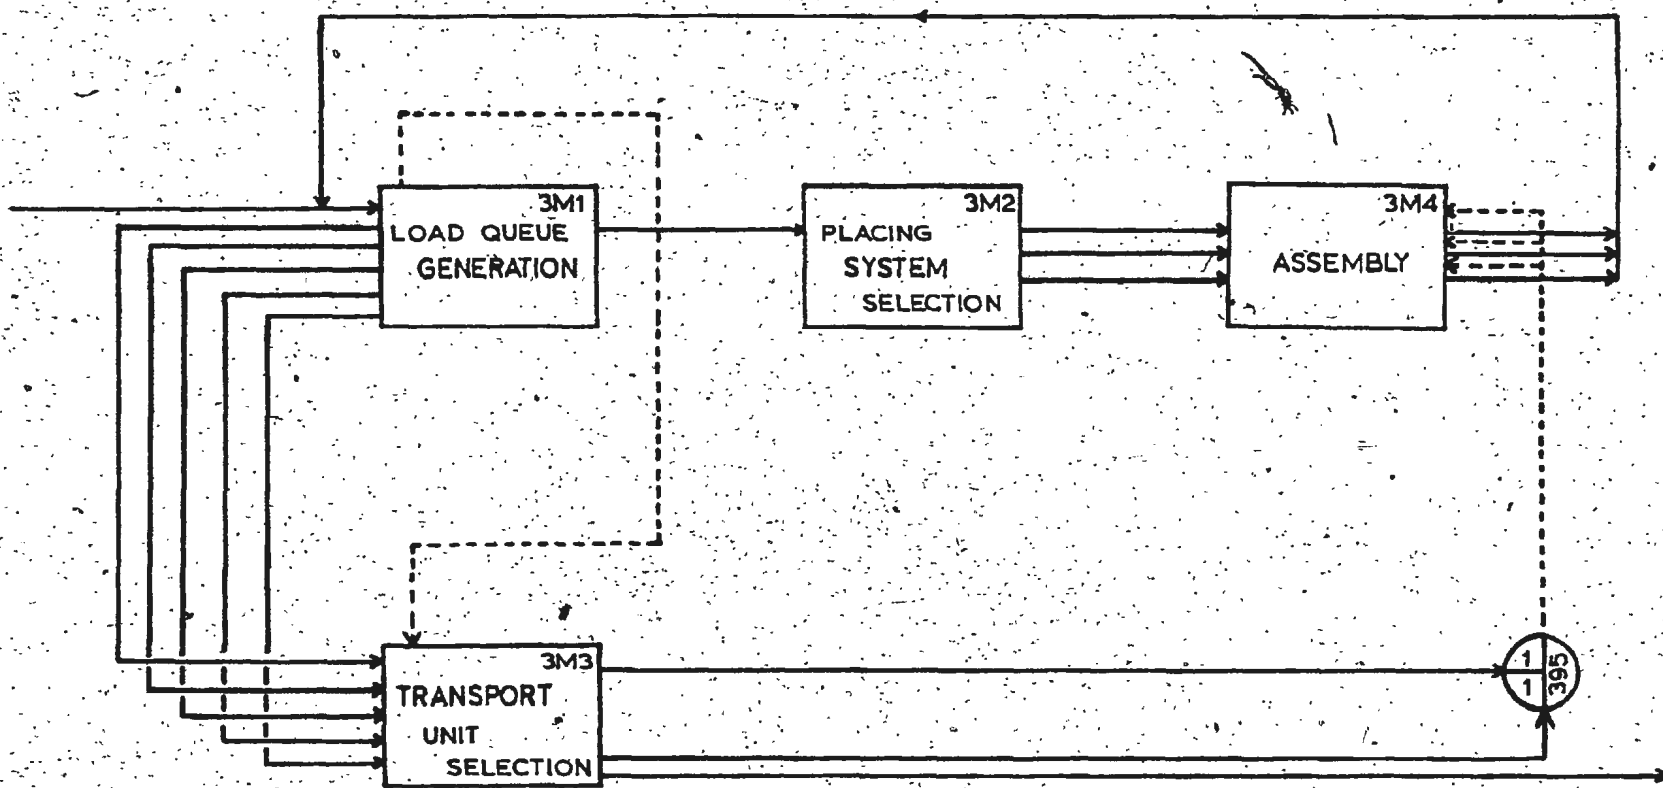 3M1
LOAD QUEUE
GENERATION
3M2
PLACING
SYSTEM
SELECTION
3M4
ASSEMBLY
3M3
TRANSPORT
UNIT
SELECTION
1
1
395